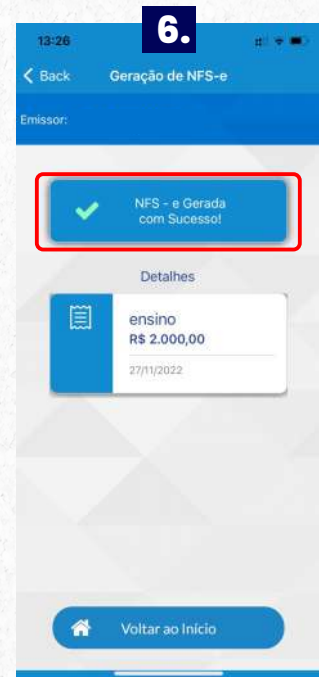 6.
13:26
Back
Geração de NFS-e
Emissor:
NFS - e Gerada
com Sucesso!
Detalhes
ensino
R$ 2.000,00
27/11/2022
Voltar ao Início